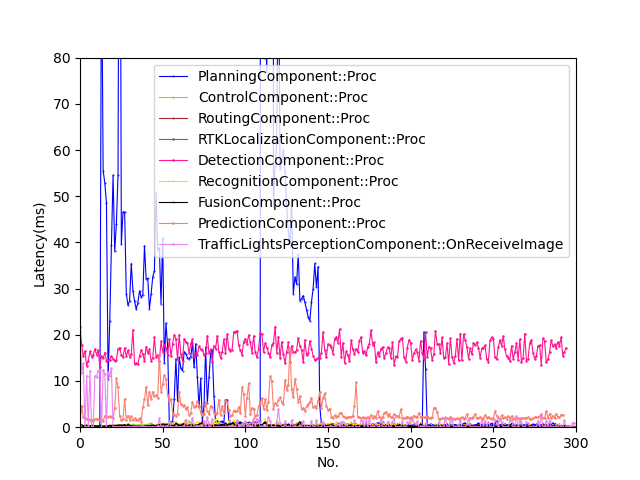 80
70
60
50
40
30
20
10
0
Latency(ms)
PlanningComponent::Proc
ControlComponent::Proc
RoutingComponent::Proc
RTKLocalizationComponent::Proc
DetectionComponent::Proc
RecognitionComponent::Proc
FusionComponent::Proc
PredictionComponent::Proc
TrafficLightsPerceptionComponent::OnReceiveImage
0 50 100 150 200 250 300
No.